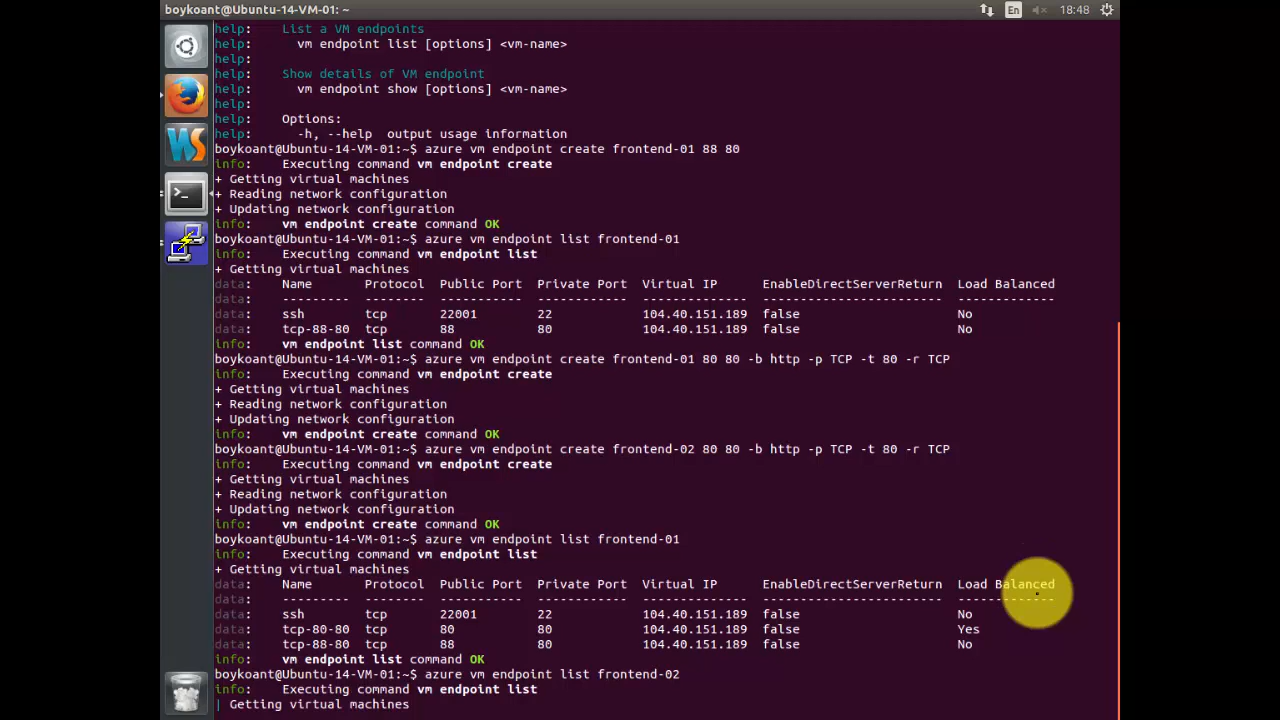 boykoant@Ubuntu-14-VM-01: ~
En
18:48
help:    List a VM endpoints
help:      vm endpoint list [options] <vm-name>
help:
help:    Show details of VM endpoint
help:      vm endpoint show [options] <vm-name>
help:
help:    Options:
help:      -h, --help  output usage information
boykoant@Ubuntu-14-VM-01:~$ azure vm endpoint create frontend-01 88 80
info:    Executing command vm endpoint create
+ Getting virtual machines
+ Reading network configuration
+ Updating network configuration
info:    vm endpoint create command OK
boykoant@Ubuntu-14-VM-01:~$ azure vm endpoint list frontend-01
info:    Executing command vm endpoint list
+ Getting virtual machines
data:    Name       Protocol  Public Port  Private Port  Virtual IP      EnableDirectServerReturn  Load Balanced
data:    ---------  --------  -----------  ------------  --------------  ------------------------  -------------
data:    ssh        tcp       22001        22            104.40.151.189  false                     No
data:    tcp-88-80  tcp       88           80            104.40.151.189  false                     No
info:    vm endpoint list command OK
boykoant@Ubuntu-14-VM-01:~$ azure vm endpoint create frontend-01 80 80 -b http -p TCP -t 80 -r TCP
info:    Executing command vm endpoint create
+ Getting virtual machines
+ Reading network configuration
+ Updating network configuration
info:    vm endpoint create command OK
boykoant@Ubuntu-14-VM-01:~$ azure vm endpoint create frontend-02 80 80 -b http -p TCP -t 80 -r TCP
info:    Executing command vm endpoint create
+ Getting virtual machines
+ Reading network configuration
+ Updating network configuration
info:    vm endpoint create command OK
boykoant@Ubuntu-14-VM-01:~$ azure vm endpoint list frontend-01
info:    Executing command vm endpoint list
+ Getting virtual machines
data:    Name       Protocol  Public Port  Private Port  Virtual IP      EnableDirectServerReturn  Load Balanced
data:    ---------  --------  -----------  ------------  --------------  ------------------------  -------------
data:    ssh        tcp       22001        22            104.40.151.189  false                     No
data:    tcp-80-80  tcp       80           80            104.40.151.189  false                     Yes
data:    tcp-88-80  tcp       88           80            104.40.151.189  false                     No
info:    vm endpoint list command OK
boykoant@Ubuntu-14-VM-01:~$ azure vm endpoint list frontend-02
info:    Executing command vm endpoint list
| Getting virtual machines
WS
>_